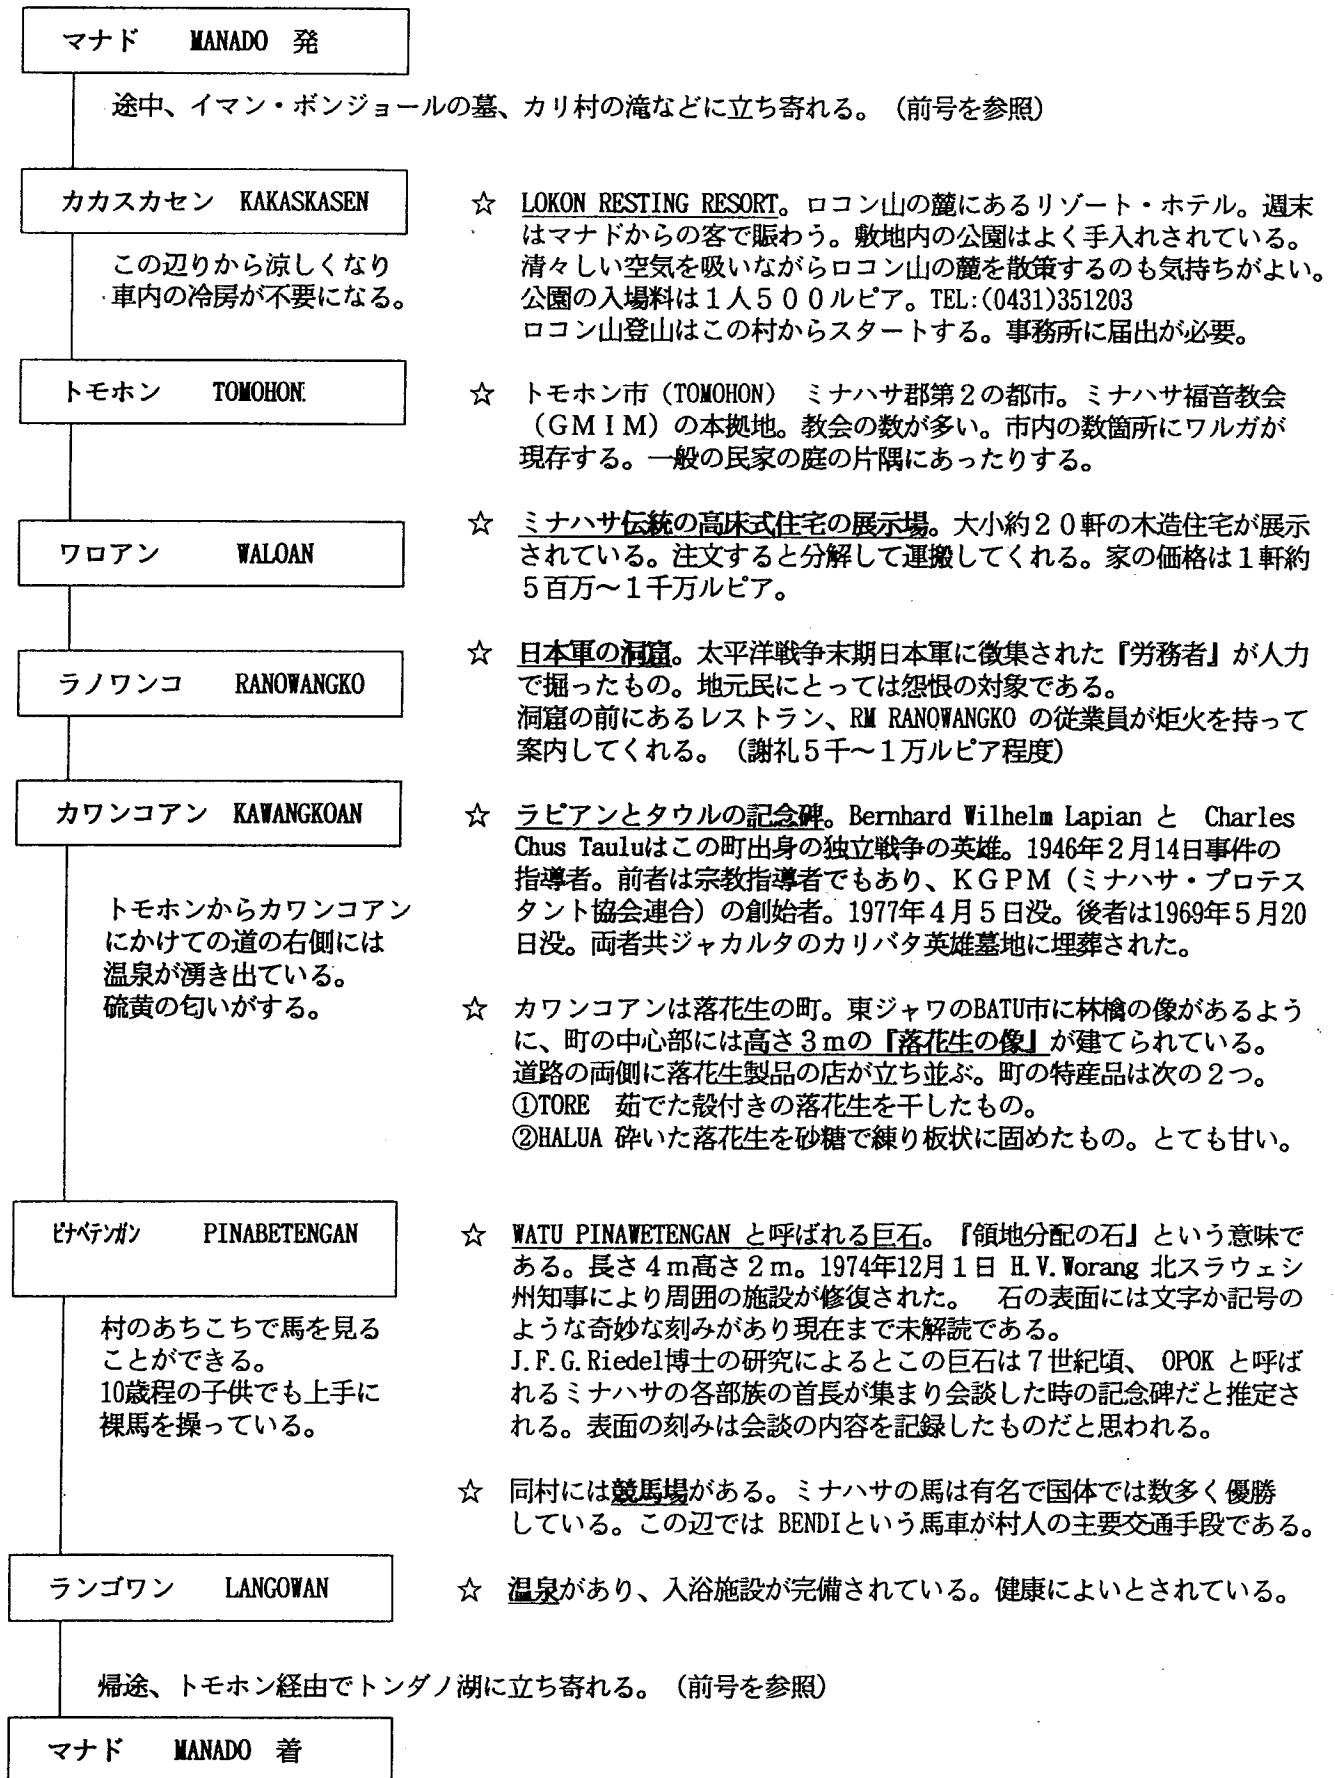 マナド　MANADO 発
途中、イマン・ボンジョールの墓、カリ村の滝などに立ち寄れる。（前号を参照）
カカスカセン KAKASKASEN
この辺りから涼しくなり
車内の冷房が不要になる。
☆ LOKON RESTING RESORT。ロコン山の麓にあるリゾート・ホテル。週末
はマナドからの客で賑わう。敷地内の公園はよく手入れされている。
清々しい空気を吸いながらロコン山の麓を散策するのも気持ちがよい。
公園の入場料は１人５００ルピア。TEL:(0431)351203
ロコン山登山はこの村からスタートする。事務所に届出が必要。
トモホン　TOMOHON
☆ トモホン市（TOMOHON） ミナハサ郡第２の都市。ミナハサ福音教会
（ＧＭＩＭ）の本拠地。教会の数が多い。市内の数箇所にワルガが
現存する。一般の民家の庭の片隅にあったりする。
ワロアン　WALOAN
☆ ミナハサ伝統の高床式住宅の展示場。大小約２０軒の木造住宅が展示
されている。注文すると分解して運搬してくれる。家の価格は１軒約
５百万～１千万ルピア。
ラノワンコ　RANOWANGKO
☆ 日本軍の洞窟。太平洋戦争末期日本軍に徴集された『労務者』が人力
で掘ったもの。地元民にとっては怨恨の対象である。
洞窟の前にあるレストラン、RM RANOWANGKO の従業員が炬火を持って
案内してくれる。（謝礼５千～１万ルピア程度）
カワンコアン KAWANGKOAN
トモホンからカワンコアン
にかけての道の右側には
温泉が湧き出ている。
硫黄の匂いがする。
☆ ラピアンとタウルの記念碑。Bernhard Wilhelm Lapian と Charles
Chus Tauluはこの町出身の独立戦争の英雄。1946年２月14日事件の
指導者。前者は宗教指導者でもあり、ＫＧＰＭ（ミナハサ・プロテス
タント協会連合）の創始者。1977年４月５日没。後者は1969年５月20
日没。両者共ジャカルタのカリバタ英雄墓地に埋葬された。
☆ カワンコアンは落花生の町。東ジャワのBATU市に林檎の像があるよう
に、町の中心部には高さ３ｍの『落花生の像』が建てられている。
道路の両側に落花生製品の店が立ち並ぶ。町の特産品は次の２つ。
①TORE 茹でた殻付きの落花生を干したもの。
②HALUA 砕いた落花生を砂糖で練り板状に固めたもの。とても甘い。
ピナベテンガン　PINABETENGAN
村のあちこちで馬を見る
ことができる。
10歳程の子供でも上手に
裸馬を操っている。
☆ WATU PINAWETENGAN と呼ばれる巨石。『領地分配の石』という意味で
ある。長さ４ｍ高さ２ｍ。1974年12月１日 H.V.Worang 北スラウェシ
州知事により周囲の施設が修復された。　石の表面には文字か記号の
ような奇妙な刻みがあり現在まで未解読である。
J.F.G.Riedel博士の研究によるとこの巨石は７世紀頃、 OPOK と呼ば
れるミナハサの各部族の首長が集まり会談した時の記念碑だと推定さ
れる。表面の刻みは会談の内容を記録したものだと思われる。
☆ 同村には競馬場がある。ミナハサの馬は有名で国体では数多く優勝
している。この辺では BENDIという馬車が村人の主要交通手段である。
ランゴワン　LANGOWAN
☆ 温泉があり、入浴施設が完備されている。健康によいとされている。
帰途、トモホン経由でトンダノ湖に立ち寄れる。（前号を参照）
マナド　MANADO 着